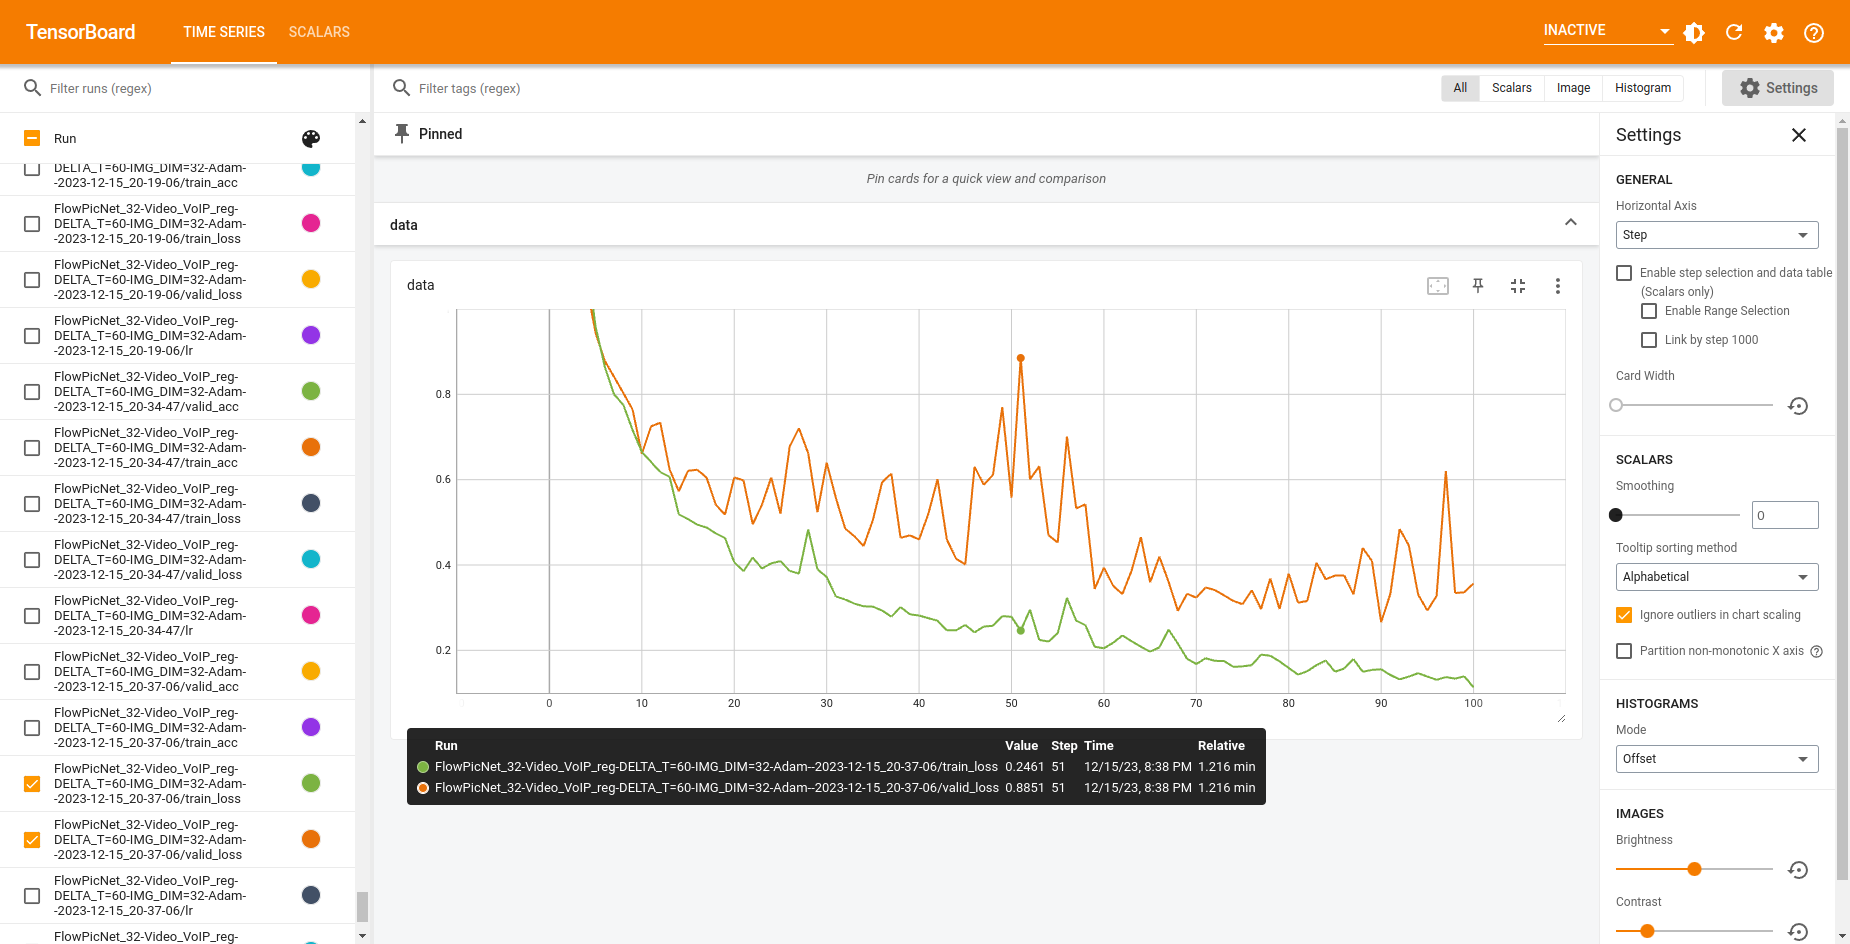 TensorBoard
TIME SERIES
SCALARS
INACTIVE
Filter runs (regex)
Filter tags (regex)
All
Scalars
Image
Histogram
Settings
Run
DELTA_T=60-IMG_DIM=32-Adam-
-2023-12-15_20-19-06/train_acc
FlowPicNet_32-Video_VoIP_reg-
DELTA_T=60-IMG_DIM=32-Adam-
-2023-12-15_20-19-06/train_loss
FlowPicNet_32-Video_VoIP_reg-
DELTA_T=60-IMG_DIM=32-Adam-
-2023-12-15_20-19-06/valid_loss
FlowPicNet_32-Video_VoIP_reg-
DELTA_T=60-IMG_DIM=32-Adam-
-2023-12-15_20-19-06/lr
FlowPicNet_32-Video_VoIP_reg-
DELTA_T=60-IMG_DIM=32-Adam-
-2023-12-15_20-34-47/valid_acc
FlowPicNet_32-Video_VoIP_reg-
DELTA_T=60-IMG_DIM=32-Adam-
-2023-12-15_20-34-47/train_acc
FlowPicNet_32-Video_VoIP_reg-
DELTA_T=60-IMG_DIM=32-Adam-
-2023-12-15_20-34-47/train_loss
FlowPicNet_32-Video_VoIP_reg-
DELTA_T=60-IMG_DIM=32-Adam-
-2023-12-15_20-34-47/valid_loss
FlowPicNet_32-Video_VoIP_reg-
DELTA_T=60-IMG_DIM=32-Adam-
-2023-12-15_20-34-47/lr
FlowPicNet_32-Video_VoIP_reg-
DELTA_T=60-IMG_DIM=32-Adam-
-2023-12-15_20-37-06/valid_acc
FlowPicNet_32-Video_VoIP_reg-
DELTA_T=60-IMG_DIM=32-Adam-
-2023-12-15_20-37-06/train_acc
FlowPicNet_32-Video_VoIP_reg-
DELTA_T=60-IMG_DIM=32-Adam-
-2023-12-15_20-37-06/train_loss
FlowPicNet_32-Video_VoIP_reg-
DELTA_T=60-IMG_DIM=32-Adam-
-2023-12-15_20-37-06/valid_loss
FlowPicNet_32-Video_VoIP_reg-
DELTA_T=60-IMG_DIM=32-Adam-
-2023-12-15_20-37-06/lr
FlowPicNet_32-Video_VoIP_reg-
Pinned
Pin cards for a quick view and comparison
data
data
0.8
0.6
0.4
0.2
0 10 20 30 40 50 60 70 80 90 100
Run Value Step Time Relative
FlowPicNet_32-Video_VoIP_reg-DELTA_T=60-IMG_DIM=32-Adam--2023-12-15_20-37-06/train_loss 0.2461 51 12/15/23, 8:38 PM 1.216 min
FlowPicNet_32-Video_VoIP_reg-DELTA_T=60-IMG_DIM=32-Adam--2023-12-15_20-37-06/valid_loss 0.8851 51 12/15/23, 8:38 PM 1.216 min
Settings
GENERAL
Horizontal Axis
Step
Enable step selection and data table
(Scalars only)
Enable Range Selection
Link by step 1000
Card Width
SCALARS
Smoothing
0
Tooltip sorting method
Alphabetical
Ignore outliers in chart scaling
Partition non-monotonic X axis
HISTOGRAMS
Mode
Offset
IMAGES
Brightness
Contrast